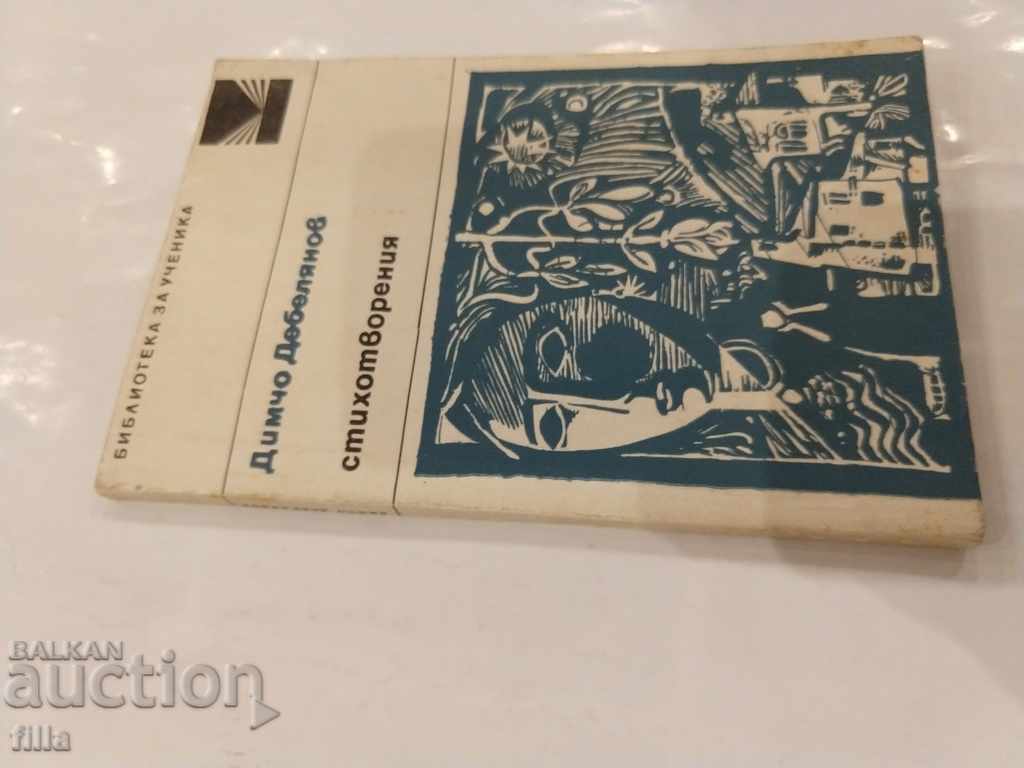 БИБЛИОТЕКА ЗА УЧЕНИКА
Димчо Дебелянов
стихотворения
BALKAN
auction
filla